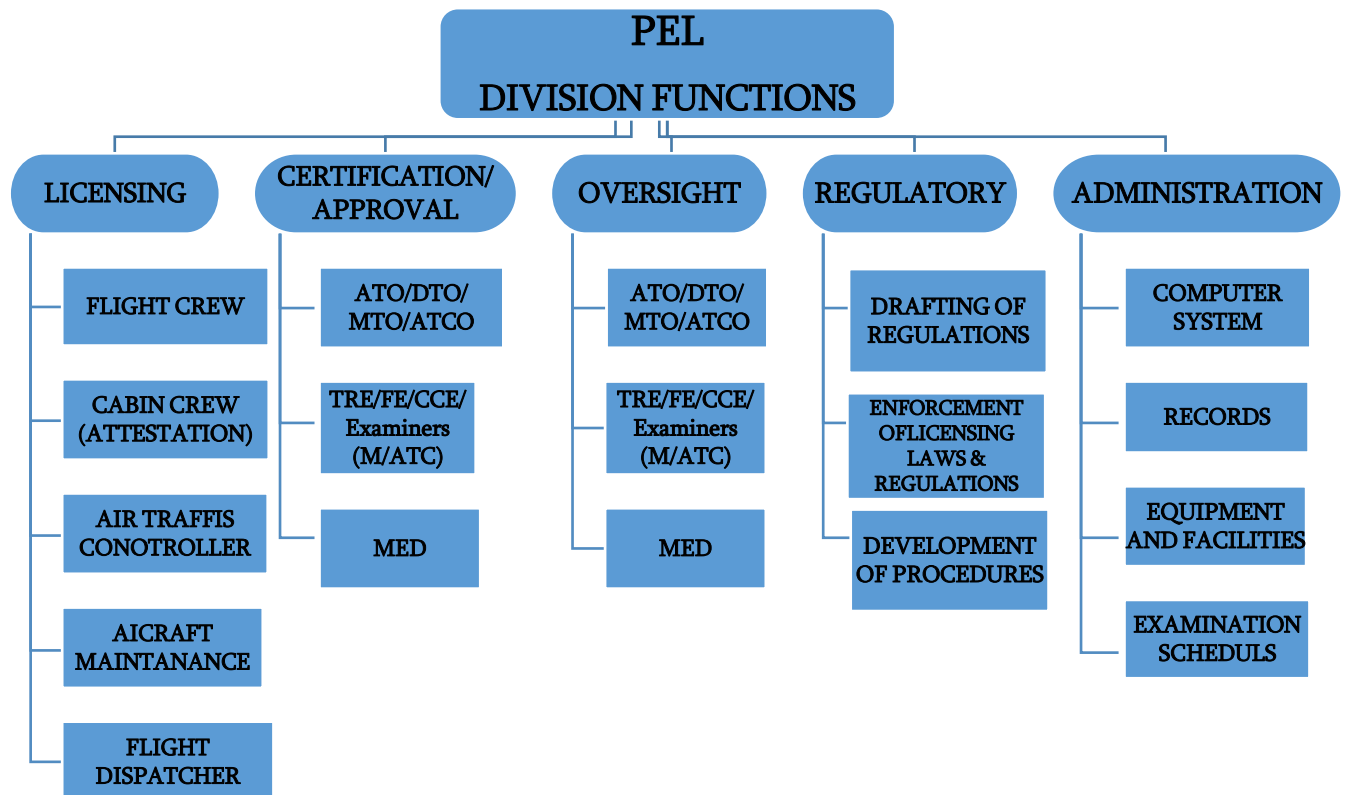 PEL
DIVISION FUNCTIONS
LICENSING
FLIGHT CREW
CABIN CREW
(ATTESTATION)
AIR TRAFFIS
CONOTROLLER
AICRAFT
MAINTANANCE
FLIGHT
DISPATCHER
CERTIFICATION/
APPROVAL
ATO/DTO/
MTO/ATCO
TRE/FE/CCE/
Examiners
(M/ATC)
MED
OVERSIGHT
ATO/DTO/
MTO/ATCO
TRE/FE/CCE/
Examiners
(M/ATC)
MED
REGULATORY
DRAFTING OF
REGULATIONS
ENFORCEMENT
OFLICENSING
LAWS &
REGULATIONS
DEVELOPMENT
OF PROCEDURES
ADMINISTRATION
COMPUTER
SYSTEM
RECORDS
EQUIPMENT
AND FACILITIES
EXAMINATION
SCHEDULS